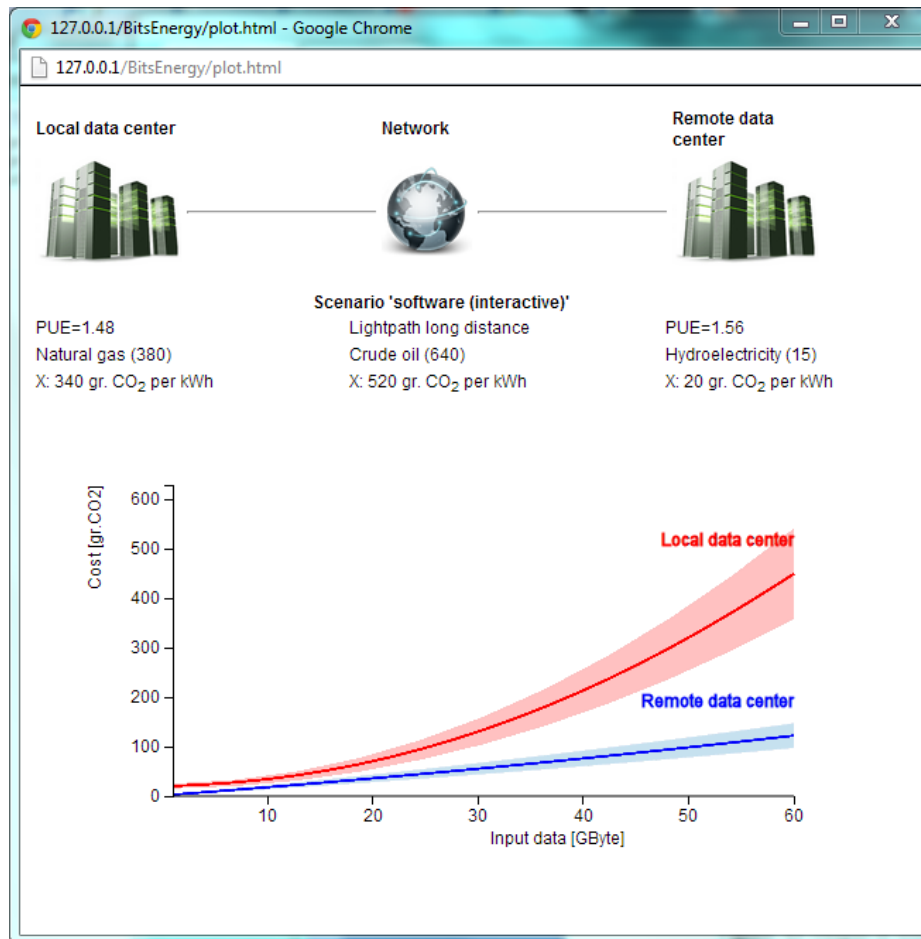 127.0.0.1/BitsEnergy/plot.html - Google Chrome
127.0.0.1/BitsEnergy/plot.html
Local data center
Network
Remote data
center
Scenario 'software (interactive)'
PUE=1.48
Lightpath long distance
PUE=1.56
Natural gas (380)
Crude oil (640)
Hydroelectricity (15)
X: 340 gr. CO2 per kWh
X: 520 gr. CO2 per kWh
X: 20 gr. CO2 per kWh
Cost [gr.CO2]
600
500
400
300
200
100
0
Local data center
Remote data center
10
20
30
40
50
60
Input data [GByte]